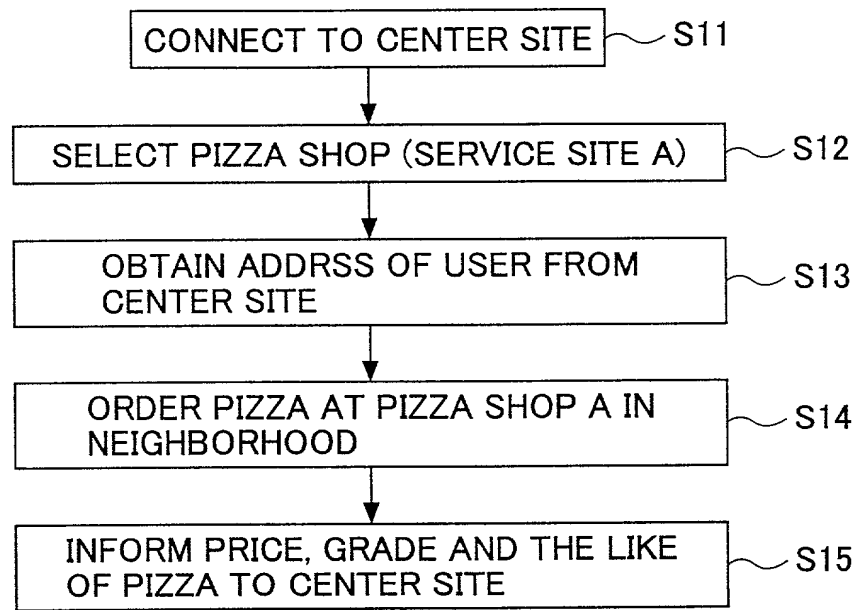 CONNECT TO CENTER SITE
S11
SELECT PIZZA SHOP (SERVICE SITE A)
S12
OBTAIN ADDRSS OF USER FROM
CENTER SITE
S13
ORDER PIZZA AT PIZZA SHOP A IN
NEIGHBORHOOD
S14
INFORM PRICE, GRADE AND THE LIKE
OF PIZZA TO CENTER SITE
S15